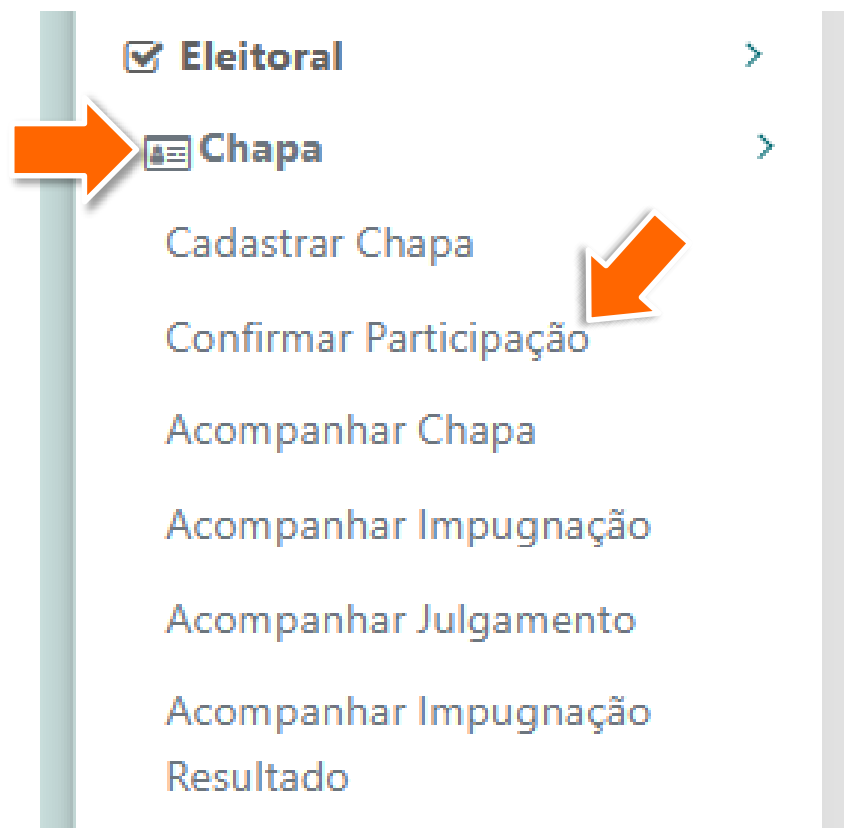 Eleitoral
Chapa
Cadastrar Chapa
Confirmar Participação
Acompanhar Chapa
Acompanhar Impugnação
Acompanhar Julgamento
Acompanhar Impugnação
Resultado